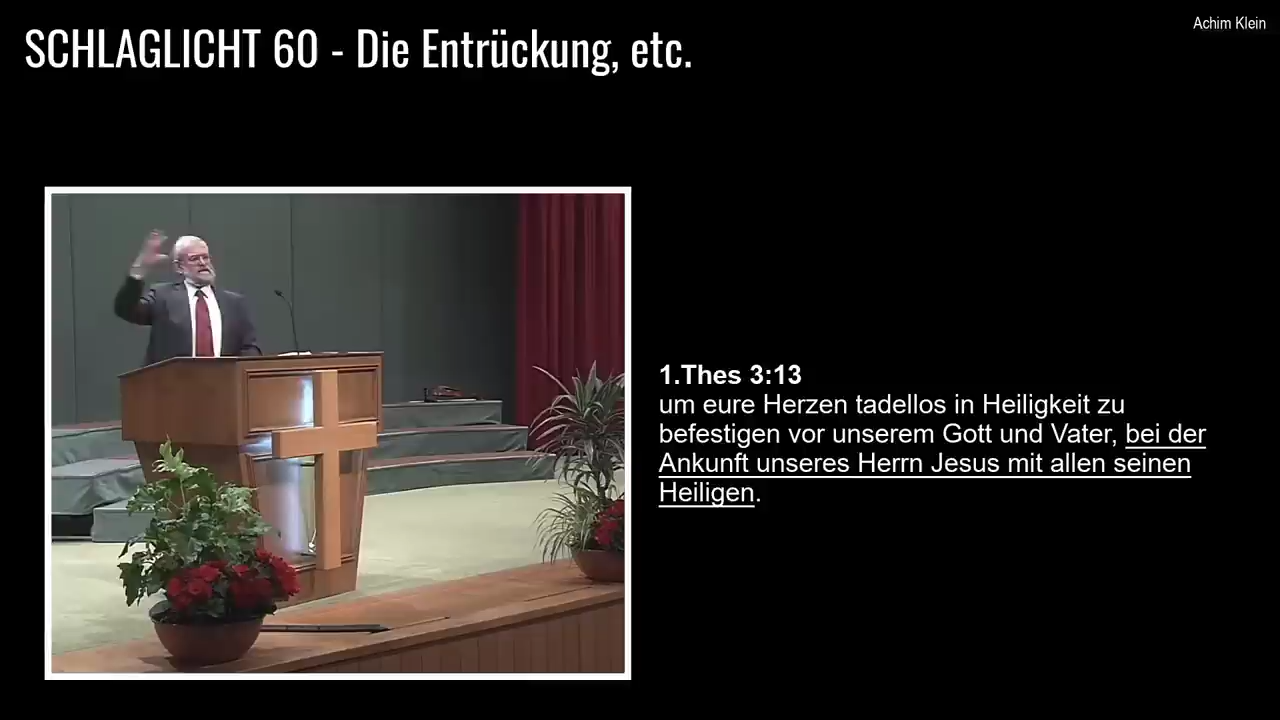 SCHLAGLICHT 60 - Die Entrückung, etc.
Achim Klein
1.Thes 3:13
um eure Herzen tadellos in Heiligkeit zu
befestigen vor unserem Gott und Vater, bei der
Ankunft unseres Herrn Jesus mit allen seinen
Heiligen.